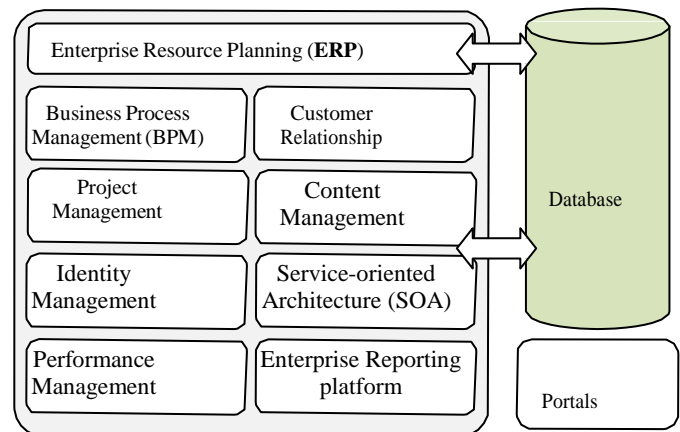 Enterprise Resource Planning (ERP)
Business Process
Management (BPM)
Customer
Relationship
Project
Management
Content
Management
Database
Identity
Management
Service-oriented
Architecture (SOA)
Performance
Management
Enterprise Reporting
platform
Portals